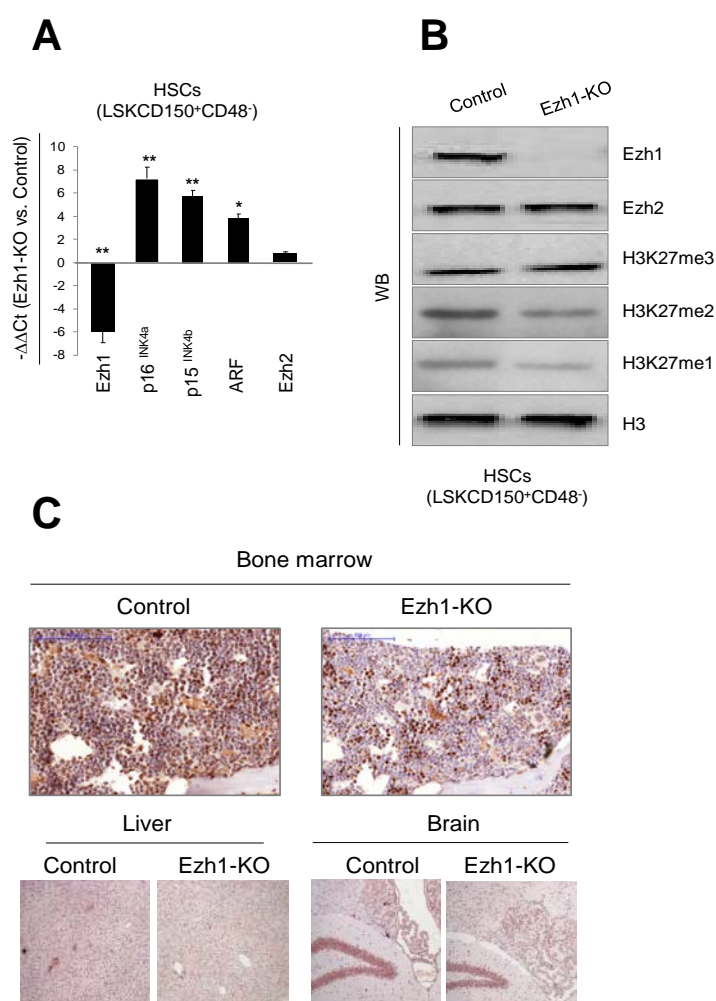 A
HSCs
(LSKCD150⁺CD48⁻)
-ΔΔCt (Ezh1-KO vs. Control)
10
8
6
4
2
0
-2
-4
-6
-8
**
**
**
*
Ezh1
p16 INK4a
p15 INK4b
ARF
Ezh2
B
Control
Ezh1-KO
WB
Ezh1
Ezh2
H3K27me3
H3K27me2
H3K27me1
H3
HSCs
(LSKCD150⁺CD48⁻)
C
Bone marrow
Control
Ezh1-KO
Liver
Brain
Control
Ezh1-KO
Control
Ezh1-KO